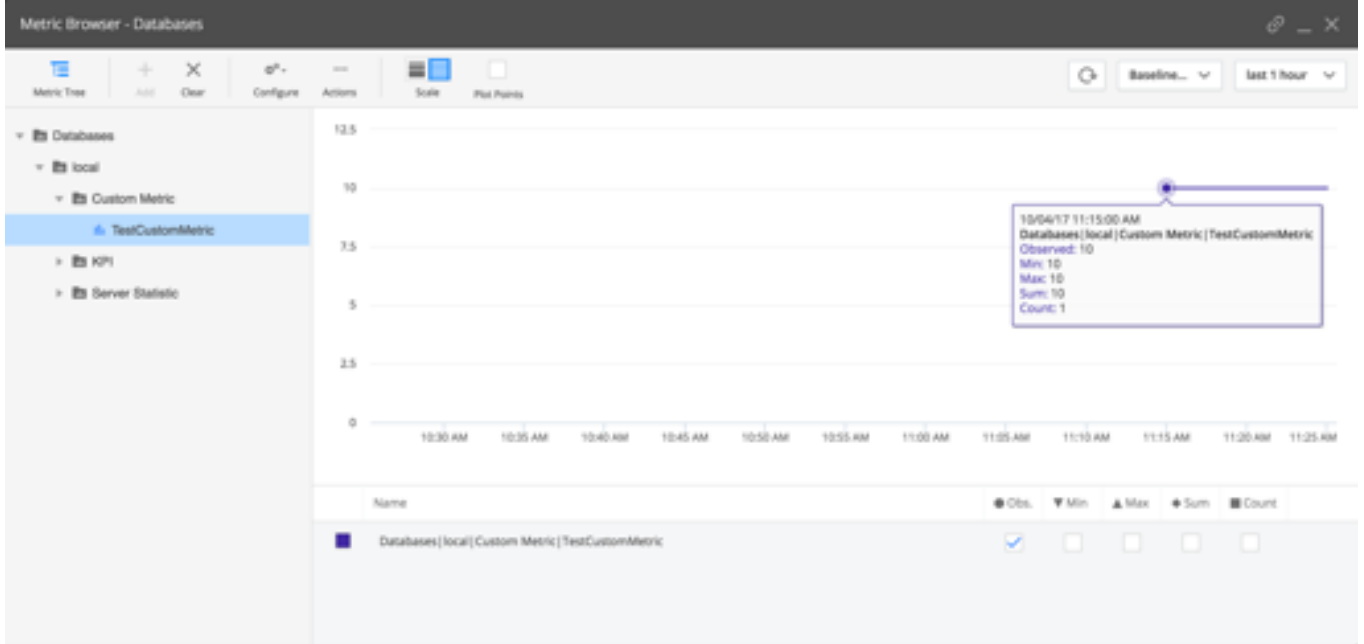 Metric Browser - Databases
Metric Tree
Add
Clear
Configure
Actions
Scale
Plot Points
Baseline...
last 1 hour
Databases
local
Custom Metric
TestCustomMetric
KPI
Server Statistic
12.5
10
7.5
5
2.5
0
10/04/17 11:15:00 AM
Databases|local|Custom Metric|TestCustomMetric
Observed: 10
Min: 10
Max: 10
Sum: 10
Count: 1
10:30 AM 10:35 AM 10:40 AM 10:45 AM 10:50 AM 10:55 AM 11:00 AM 11:05 AM 11:10 AM 11:15 AM 11:20 AM 11:25 AM
Name Obs. Min Max Sum Count
Databases|local|Custom Metric|TestCustomMetric